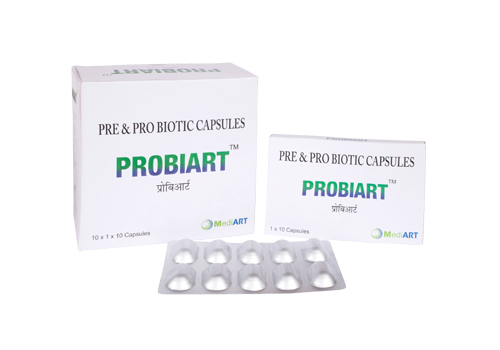 PROBIART
PRE & PRO BIOTIC CAPSULES
PROBIART™
प्रोबिआर्ट
MediART
10 x 1 x 10 Capsules
PRE & PRO BIOTIC CAPSULES
PROBIART™
प्रोबिआर्ट
MediART
1 x 10 Capsules